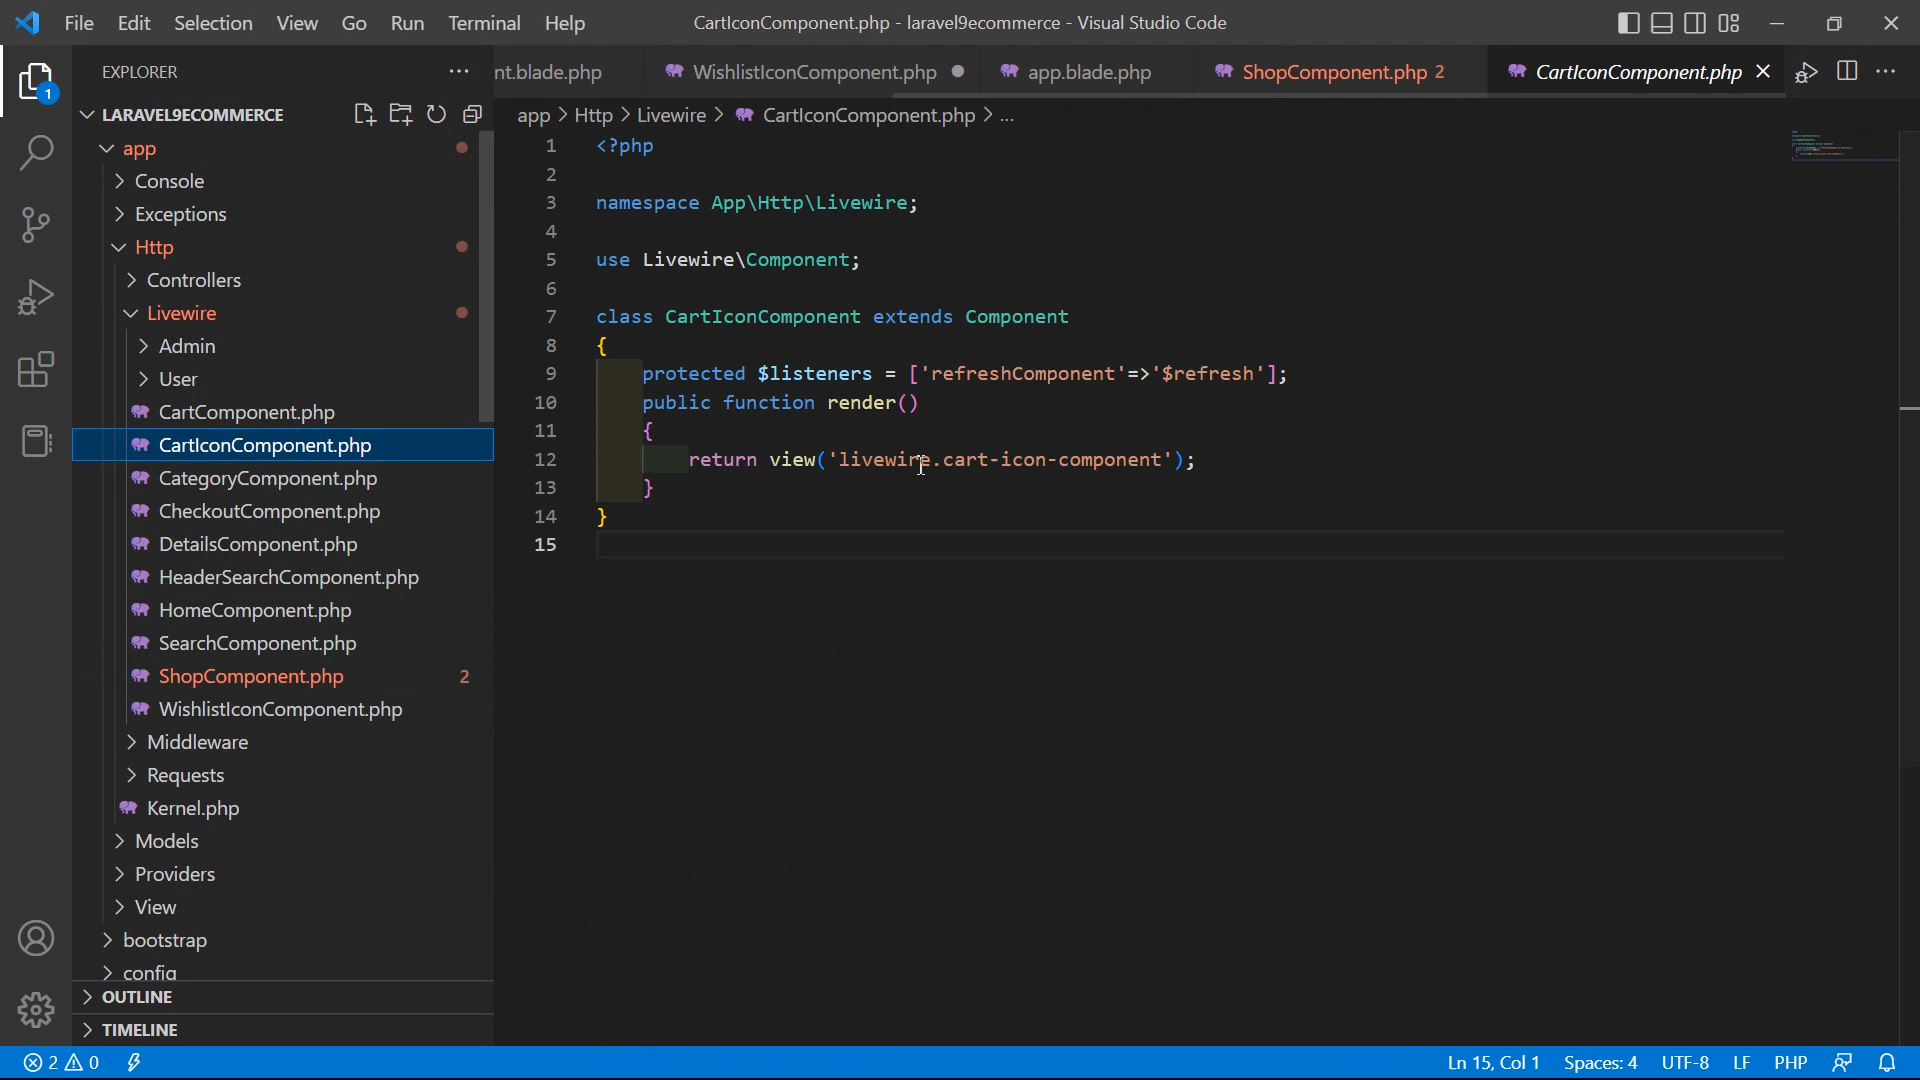 File Edit Selection View Go Run Terminal Help
CartIconComponent.php - laravel9ecommerce - Visual Studio Code
EXPLORER
nt.blade.php WishlistIconComponent.php app.blade.php ShopComponent.php 2 CartIconComponent.php
1
LARAVEL9ECOMMERCE
app > Http > Livewire > CartIconComponent.php > ...
app
Console
Exceptions
Http
Controllers
Livewire
Admin
User
CartComponent.php
CartIconComponent.php
CategoryComponent.php
CheckoutComponent.php
DetailsComponent.php
HeaderSearchComponent.php
HomeComponent.php
SearchComponent.php
ShopComponent.php 2
WishlistIconComponent.php
Middleware
Requests
Kernel.php
Models
Providers
View
bootstrap
config
OUTLINE
TIMELINE
1 <?php
2
3 namespace App\Http\Livewire;
4
5 use Livewire\Component;
6
7 class CartIconComponent extends Component
8 {
9 protected $listeners = ['refreshComponent'=>'$refresh'];
10 public function render()
11 {
12 return view('livewire.cart-icon-component');
13 }
14 }
15
2 0
Ln 15, Col 1 Spaces: 4 UTF-8 LF PHP